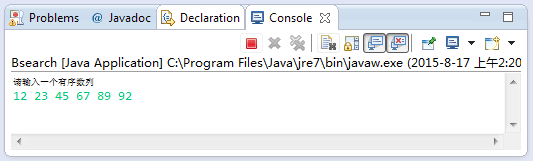 Problems @ Javadoc Declaration Console
Bsearch [Java Application] C:\Program Files\Java\jre7\bin\javaw.exe (2015-8-17 上午2:20
请输入一个有序数列
12 23 45 67 89 92